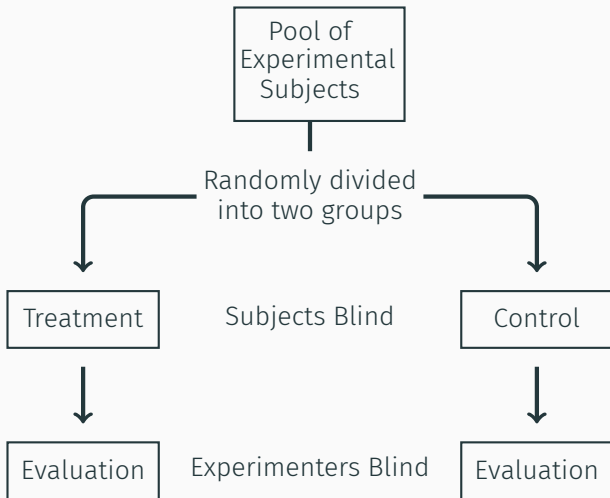 Pool of
Experimental
Subjects
Randomly divided
into two groups
Treatment
Subjects Blind
Control
Evaluation
Experimenters Blind
Evaluation